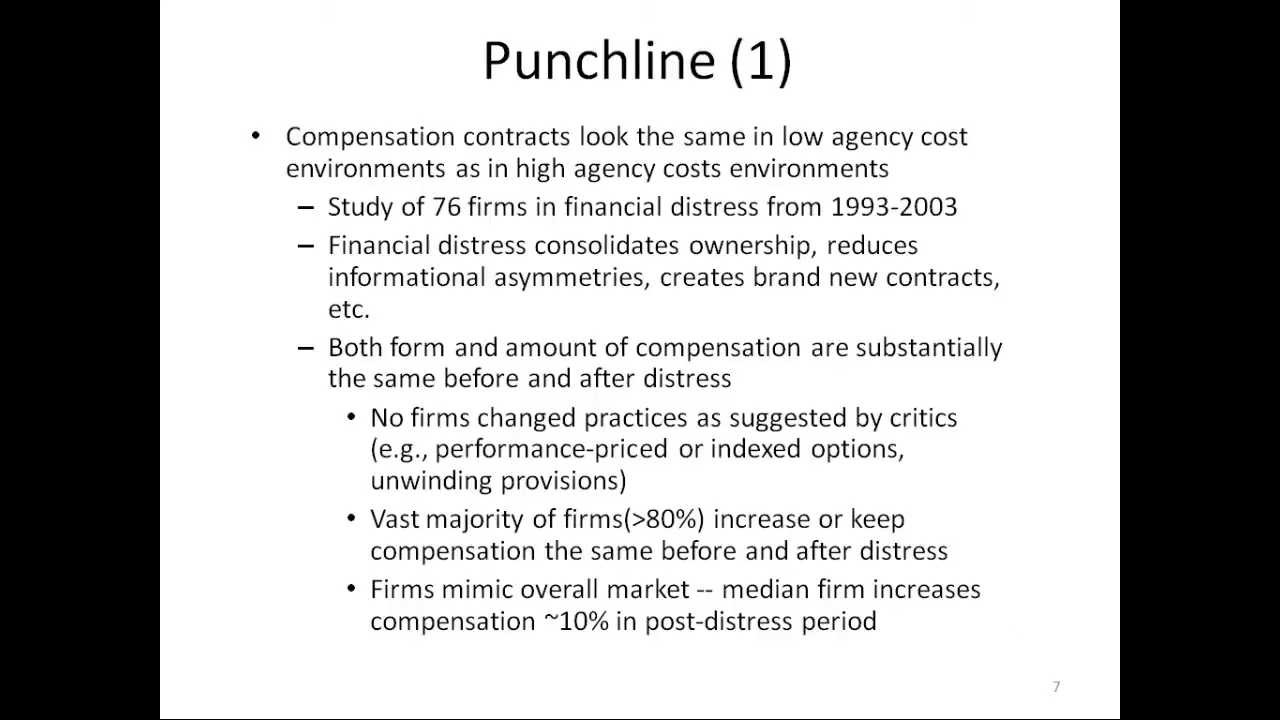 Punchline (1)
• Compensation contracts look the same in low agency cost
environments as in high agency costs environments
– Study of 76 firms in financial distress from 1993-2003
– Financial distress consolidates ownership, reduces
informational asymmetries, creates brand new contracts,
etc.
– Both form and amount of compensation are substantially
the same before and after distress
• No firms changed practices as suggested by critics
(e.g., performance-priced or indexed options,
unwinding provisions)
• Vast majority of firms(>80%) increase or keep
compensation the same before and after distress
• Firms mimic overall market -- median firm increases
compensation ~10% in post-distress period
7